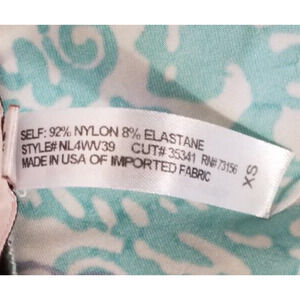 SELF: 92% NYLON 8% ELASTANE
STYLE# NL4WV39 CUT# 35341 RN# 73156
MADE IN USA OF IMPORTED FABRIC
XS